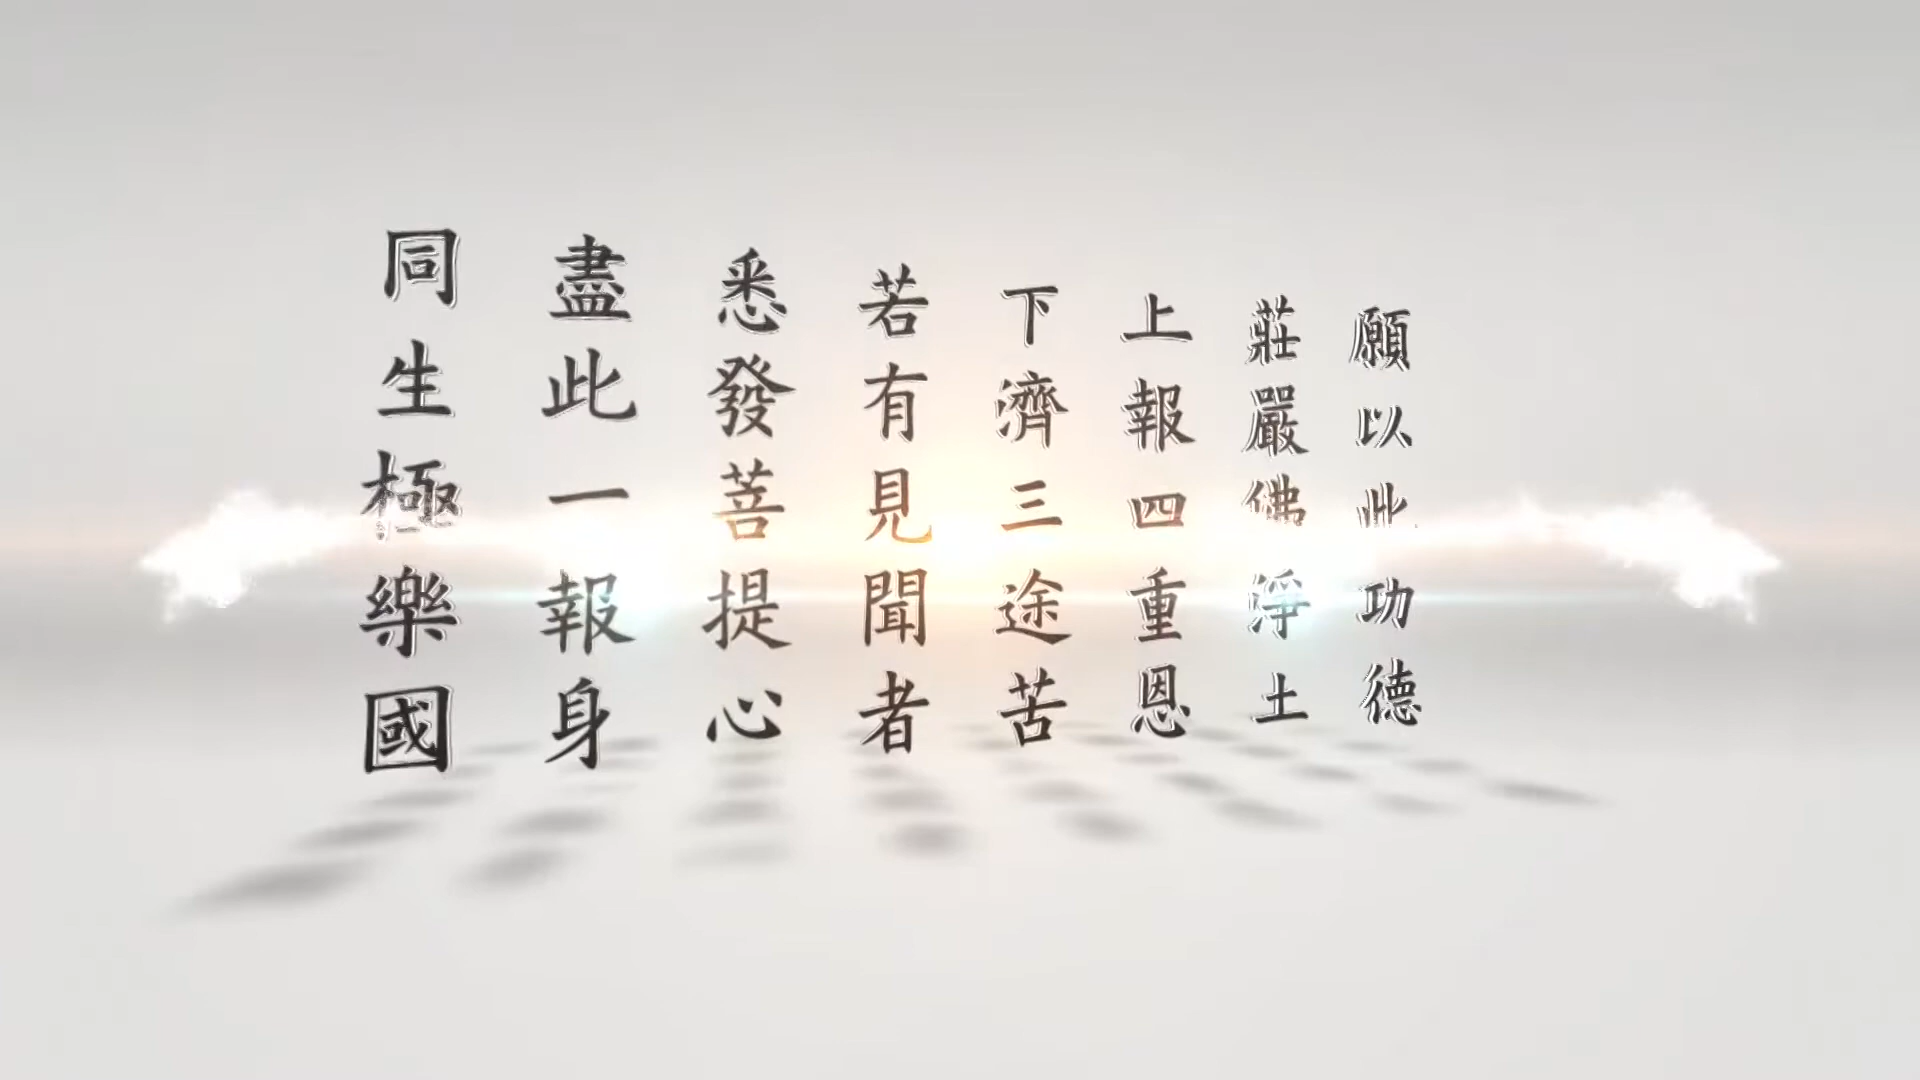 願以此功德
莊嚴佛淨土
上報四重恩
下濟三途苦
若有見聞者
悉發菩提心
盡此一報身
同生極樂國